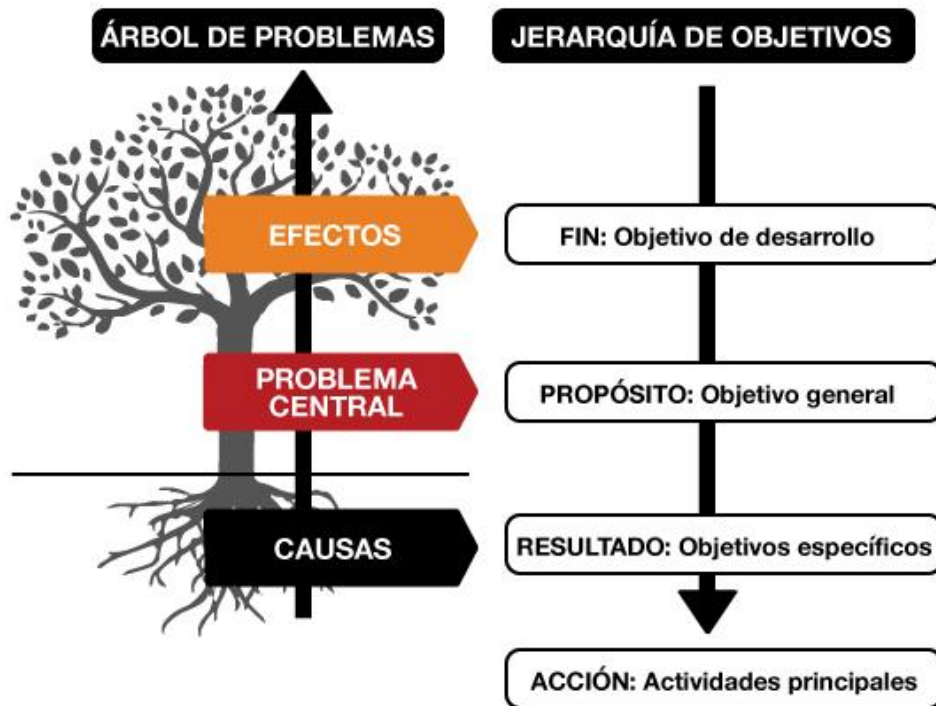 ÁRBOL DE PROBLEMAS
JERARQUÍA DE OBJETIVOS
EFECTOS
FIN: Objetivo de desarrollo
PROBLEMA
CENTRAL
PROPÓSITO: Objetivo general
CAUSAS
RESULTADO: Objetivos específicos
ACCIÓN: Actividades principales